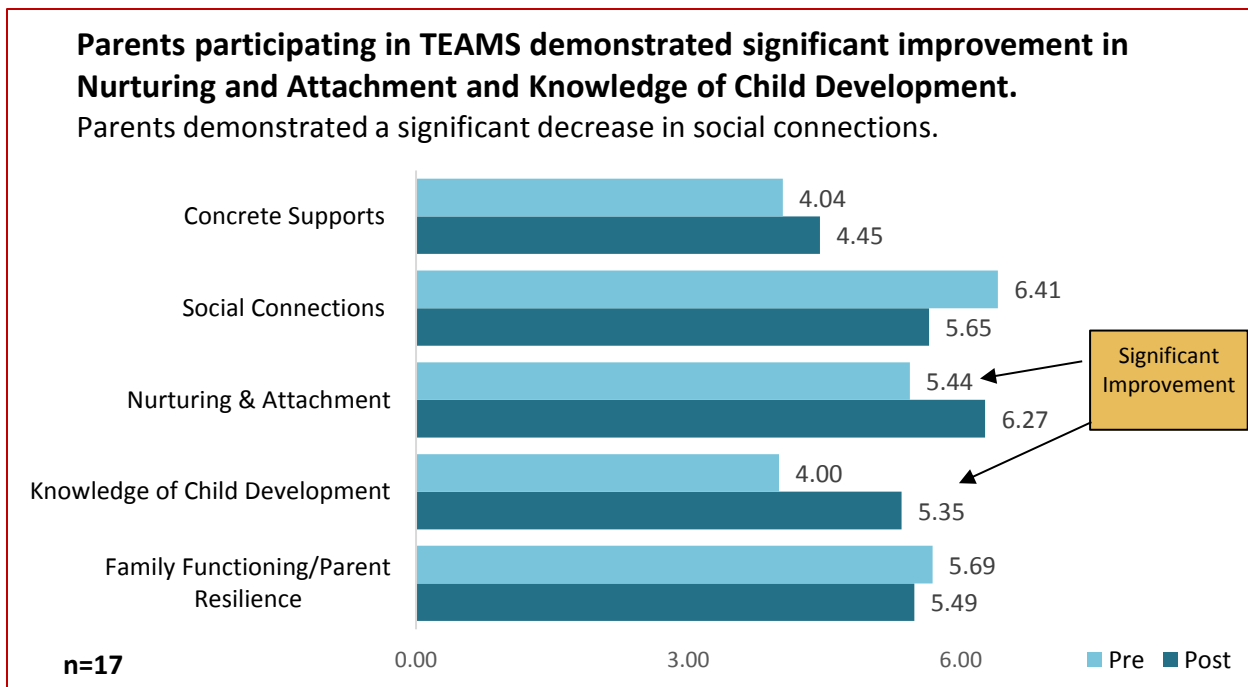 Parents participating in TEAMS demonstrated significant improvement in
Nurturing and Attachment and Knowledge of Child Development.
Parents demonstrated a significant decrease in social connections.
Concrete Supports
4.04
4.45
Social Connections
6.41
5.65
Nurturing & Attachment
5.44
6.27
Significant
Improvement
Knowledge of Child Development
4.00
5.35
Family Functioning/Parent
Resilience
5.69
5.49
n=17
0.00 3.00 6.00
Pre Post